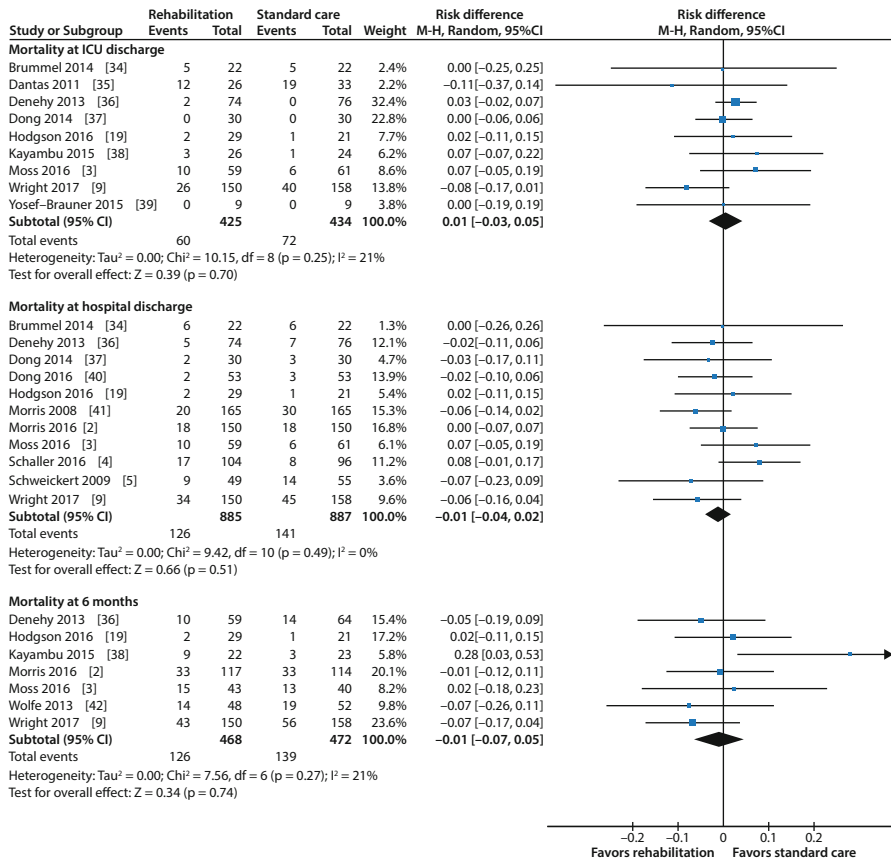 Rehabilitation Standard care Risk difference Risk difference
Study or Subgroup Events Total Events Total Weight M-H, Random, 95%CI M-H, Random, 95%CI
Mortality at ICU discharge
Brummel 2014 [34] 5 22 5 22 2.4% 0.00 [−0.25, 0.25]
Dantas 2011 [35] 12 26 19 33 2.2% −0.11[−0.37, 0.14]
Denehy 2013 [36] 2 74 0 76 32.4% 0.03 [−0.02, 0.07]
Dong 2014 [37] 0 30 0 30 22.8% 0.00 [−0.06, 0.06]
Hodgson 2016 [19] 2 29 1 21 7.7% 0.02 [−0.11, 0.15]
Kayambu 2015 [38] 3 26 1 24 6.2% 0.07 [−0.07, 0.22]
Moss 2016 [3] 10 59 6 61 8.6% 0.07 [−0.05, 0.19]
Wright 2017 [9] 26 150 40 158 13.8% −0.08 [−0.17, 0.01]
Yosef–Brauner 2015 [39] 0 9 0 9 3.8% 0.00 [−0.19, 0.19]
Subtotal (95% CI) 425 434 100.0% 0.01 [−0.03, 0.05]
Total events 60 72
Heterogeneity: Tau² = 0.00; Chi² = 10.15, df = 8 (p = 0.25); I² = 21%
Test for overall effect: Z = 0.39 (p = 0.70)
Mortality at hospital discharge
Brummel 2014 [34] 6 22 6 22 1.3% 0.00 [−0.26, 0.26]
Denehy 2013 [36] 5 74 7 76 12.1% −0.02[−0.11, 0.06]
Dong 2014 [37] 2 30 3 30 4.7% −0.03 [−0.17, 0.11]
Dong 2016 [40] 2 53 3 53 13.9% −0.02 [−0.10, 0.06]
Hodgson 2016 [19] 2 29 1 21 5.4% 0.02 [−0.11, 0.15]
Morris 2008 [41] 20 165 30 165 15.3% −0.06 [−0.14, 0.02]
Morris 2016 [2] 18 150 18 150 16.8% 0.00 [−0.07, 0.07]
Moss 2016 [3] 10 59 6 61 6.1% 0.07 [−0.05, 0.19]
Schaller 2016 [4] 17 104 8 96 11.2% 0.08 [−0.01, 0.17]
Schweickert 2009 [5] 9 49 14 55 3.6% −0.07 [−0.23, 0.09]
Wright 2017 [9] 34 150 45 158 9.6% −0.06 [−0.16, 0.04]
Subtotal (95% CI) 885 887 100.0% −0.01 [−0.04, 0.02]
Total events 126 141
Heterogeneity: Tau² = 0.00; Chi² = 9.42, df = 10 (p = 0.49); I² = 0%
Test for overall effect: Z = 0.66 (p = 0.51)
Mortality at 6 months
Denehy 2013 [36] 10 59 14 64 15.4% −0.05 [−0.19, 0.09]
Hodgson 2016 [19] 2 29 1 21 17.2% 0.02[−0.11, 0.15]
Kayambu 2015 [38] 9 22 3 23 5.8% 0.28 [0.03, 0.53]
Morris 2016 [2] 33 117 33 114 20.1% −0.01 [−0.12, 0.11]
Moss 2016 [3] 15 43 13 40 8.2% 0.02 [−0.18, 0.23]
Wolfe 2013 [42] 14 48 19 52 9.8% −0.07 [−0.26, 0.11]
Wright 2017 [9] 43 150 56 158 23.6% −0.07 [−0.17, 0.04]
Subtotal (95% CI) 468 472 100.0% −0.01 [−0.07, 0.05]
Total events 126 139
Heterogeneity: Tau² = 0.00; Chi² = 7.56, df = 6 (p = 0.27); I² = 21%
Test for overall effect: Z = 0.34 (p = 0.74)
−0.2 −0.1 0 0.1 0.2
Favors rehabilitation Favors standard care